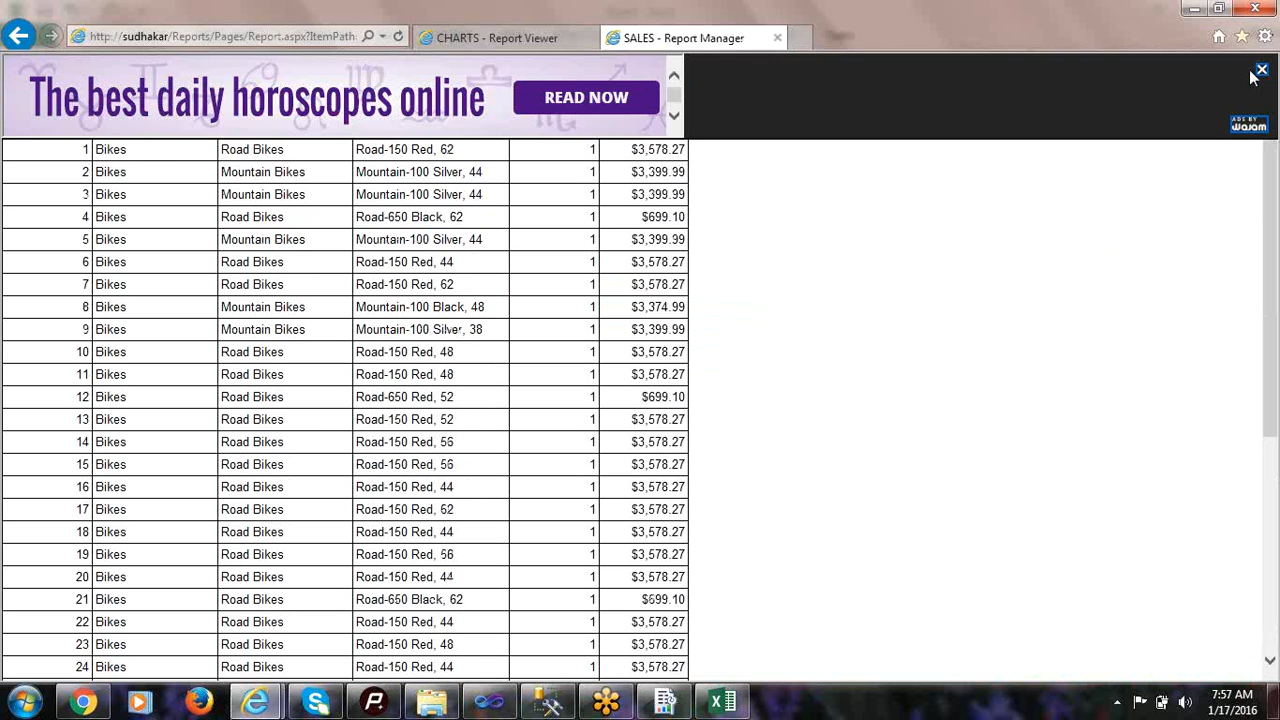 http://sudhakar/Reports/Pages/Report.aspx?ItemPath CHARTS - Report Viewer SALES - Report Manager
The best daily horoscopes online READ NOW
ADS BY
wajam
1 Bikes Road Bikes Road-150 Red, 62 1 $3,578.27
2 Bikes Mountain Bikes Mountain-100 Silver, 44 1 $3,399.99
3 Bikes Mountain Bikes Mountain-100 Silver, 44 1 $3,399.99
4 Bikes Road Bikes Road-650 Black, 62 1 $699.10
5 Bikes Mountain Bikes Mountain-100 Silver, 44 1 $3,399.99
6 Bikes Road Bikes Road-150 Red, 44 1 $3,578.27
7 Bikes Road Bikes Road-150 Red, 62 1 $3,578.27
8 Bikes Mountain Bikes Mountain-100 Black, 48 1 $3,374.99
9 Bikes Mountain Bikes Mountain-100 Silver, 38 1 $3,399.99
10 Bikes Road Bikes Road-150 Red, 48 1 $3,578.27
11 Bikes Road Bikes Road-150 Red, 48 1 $3,578.27
12 Bikes Road Bikes Road-650 Red, 52 1 $699.10
13 Bikes Road Bikes Road-150 Red, 52 1 $3,578.27
14 Bikes Road Bikes Road-150 Red, 56 1 $3,578.27
15 Bikes Road Bikes Road-150 Red, 56 1 $3,578.27
16 Bikes Road Bikes Road-150 Red, 44 1 $3,578.27
17 Bikes Road Bikes Road-150 Red, 62 1 $3,578.27
18 Bikes Road Bikes Road-150 Red, 44 1 $3,578.27
19 Bikes Road Bikes Road-150 Red, 56 1 $3,578.27
20 Bikes Road Bikes Road-150 Red, 44 1 $3,578.27
21 Bikes Road Bikes Road-650 Black, 62 1 $699.10
22 Bikes Road Bikes Road-150 Red, 44 1 $3,578.27
23 Bikes Road Bikes Road-150 Red, 48 1 $3,578.27
24 Bikes Road Bikes Road-150 Red, 44 1 $3,578.27
7:57 AM
1/17/2016